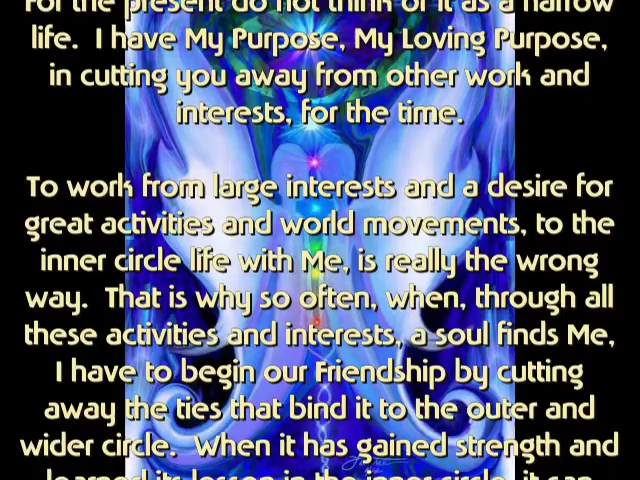 For the present do not think of it as a narrow
life. I have My Purpose, My Loving Purpose,
in cutting you away from other work and
interests, for the time.
To work from large interests and a desire for
great activities and world movements, to the
inner circle life with Me, is really the wrong
way. That is why so often, when, through all
these activities and interests, a soul finds Me,
I have to begin our Friendship by cutting
away the ties that bind it to the outer and
wider circle. When it has gained strength and
learned its lesson in the inner circle, it can